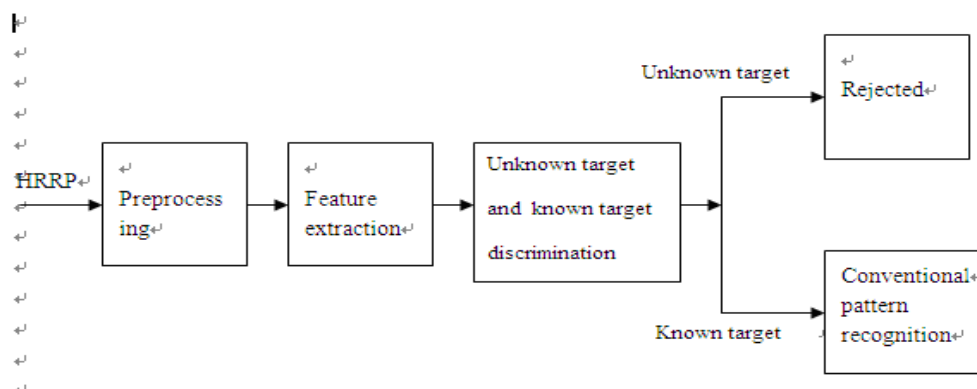 HRRP
Preprocess
ing
Feature
extraction
Unknown target
and known target
discrimination
Unknown target
Rejected
Known target
Conventional
pattern
recognition